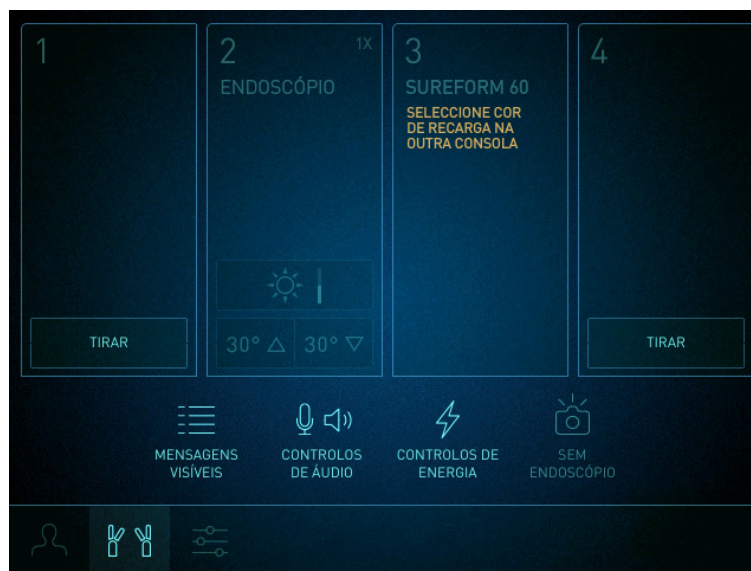 1
2
1X
ENDOSCÓPIO
3
SUREFORM 60
SELECCIONE COR
DE RECARGA NA
OUTRA CONSOLA
4
TIRAR
30° △ 30° ▽
TIRAR
MENSAGENS
VISÍVEIS
CONTROLOS
DE ÁUDIO
CONTROLOS DE
ENERGIA
SEM
ENDOSCÓPIO